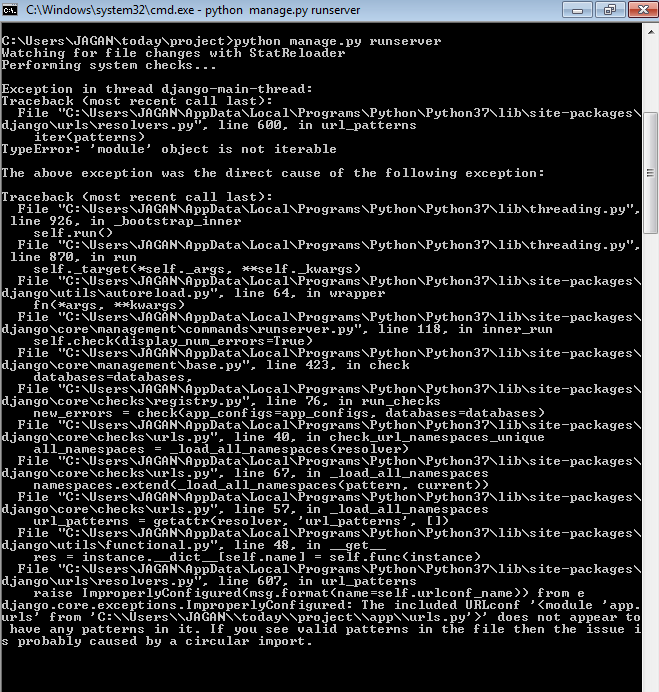 C:\Windows\system32\cmd.exe - python  manage.py runserver
C:\Users\JAGAN\today\project>python manage.py runserver
Watching for file changes with StatReloader
Performing system checks...
Exception in thread django-main-thread:
Traceback (most recent call last):
  File "C:\Users\JAGAN\AppData\Local\Programs\Python\Python37\lib\site-packages\
django\urls\resolvers.py", line 600, in url_patterns
    iter(patterns)
TypeError: 'module' object is not iterable
The above exception was the direct cause of the following exception:
Traceback (most recent call last):
  File "C:\Users\JAGAN\AppData\Local\Programs\Python\Python37\lib\threading.py",
 line 926, in _bootstrap_inner
    self.run()
  File "C:\Users\JAGAN\AppData\Local\Programs\Python\Python37\lib\threading.py",
 line 870, in run
    self._target(*self._args, **self._kwargs)
  File "C:\Users\JAGAN\AppData\Local\Programs\Python\Python37\lib\site-packages\
django\utils\autoreload.py", line 64, in wrapper
    fn(*args, **kwargs)
  File "C:\Users\JAGAN\AppData\Local\Programs\Python\Python37\lib\site-packages\
django\core\management\commands\runserver.py", line 118, in inner_run
    self.check(display_num_errors=True)
  File "C:\Users\JAGAN\AppData\Local\Programs\Python\Python37\lib\site-packages\
django\core\management\base.py", line 423, in check
    databases=databases,
  File "C:\Users\JAGAN\AppData\Local\Programs\Python\Python37\lib\site-packages\
django\core\checks\registry.py", line 76, in run_checks
    new_errors = check(app_configs=app_configs, databases=databases)
  File "C:\Users\JAGAN\AppData\Local\Programs\Python\Python37\lib\site-packages\
django\core\checks\urls.py", line 40, in check_url_namespaces_unique
    all_namespaces = _load_all_namespaces(resolver)
  File "C:\Users\JAGAN\AppData\Local\Programs\Python\Python37\lib\site-packages\
django\core\checks\urls.py", line 67, in _load_all_namespaces
    namespaces.extend(_load_all_namespaces(pattern, current))
  File "C:\Users\JAGAN\AppData\Local\Programs\Python\Python37\lib\site-packages\
django\core\checks\urls.py", line 57, in _load_all_namespaces
    url_patterns = getattr(resolver, 'url_patterns', [])
  File "C:\Users\JAGAN\AppData\Local\Programs\Python\Python37\lib\site-packages\
django\utils\functional.py", line 48, in __get__
    res = instance.__dict__[self.name] = self.func(instance)
  File "C:\Users\JAGAN\AppData\Local\Programs\Python\Python37\lib\site-packages\
django\urls\resolvers.py", line 607, in url_patterns
    raise ImproperlyConfigured(msg.format(name=self.urlconf_name)) from e
django.core.exceptions.ImproperlyConfigured: The included URLconf '<module 'app.
urls' from 'C:\\Users\\JAGAN\\today\\project\\app\\urls.py'>' does not appear to
 have any patterns in it. If you see valid patterns in the file then the issue i
s probably caused by a circular import.